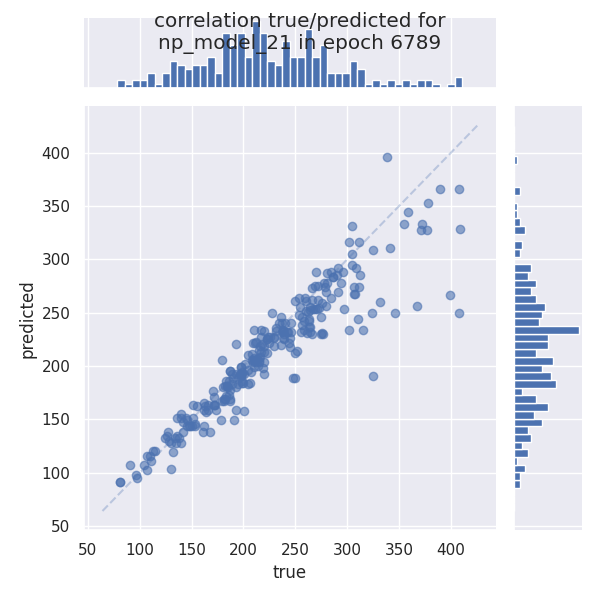 correlation true/predicted for
np_model_21 in epoch 6789
400
350
300
250
200
150
100
50
predicted
50 100 150 200 250 300 350 400
true